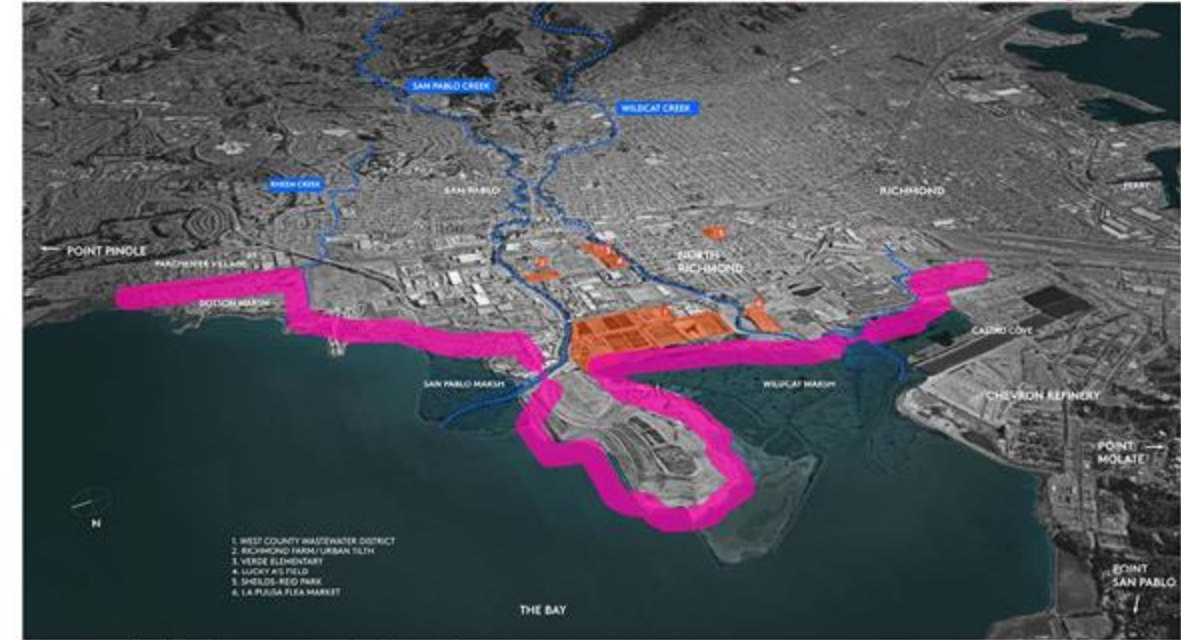 SAN PABLO CREEK
WILDCAT CREEK
RHEEM CREEK
SAN PABLO
RICHMOND
FERRY
POINT PINOLE
NORTH
RICHMOND
PARCHESTER VILLAGE
DOTSON MARSH
CASTRO COVE
SAN PABLO MARSH
WILDCAT MARSH
CHEVRON REFINERY
POINT
MOLATE
N
1. WEST COUNTY WASTEWATER DISTRICT
2. RICHMOND FARM/URBAN TILTH
3. VERDE ELEMENTARY
4. LUCKY A'S FIELD
5. SHEILDS-REID PARK
6. LA PULGA FLEA MARKET
POINT
SAN PABLO
THE BAY